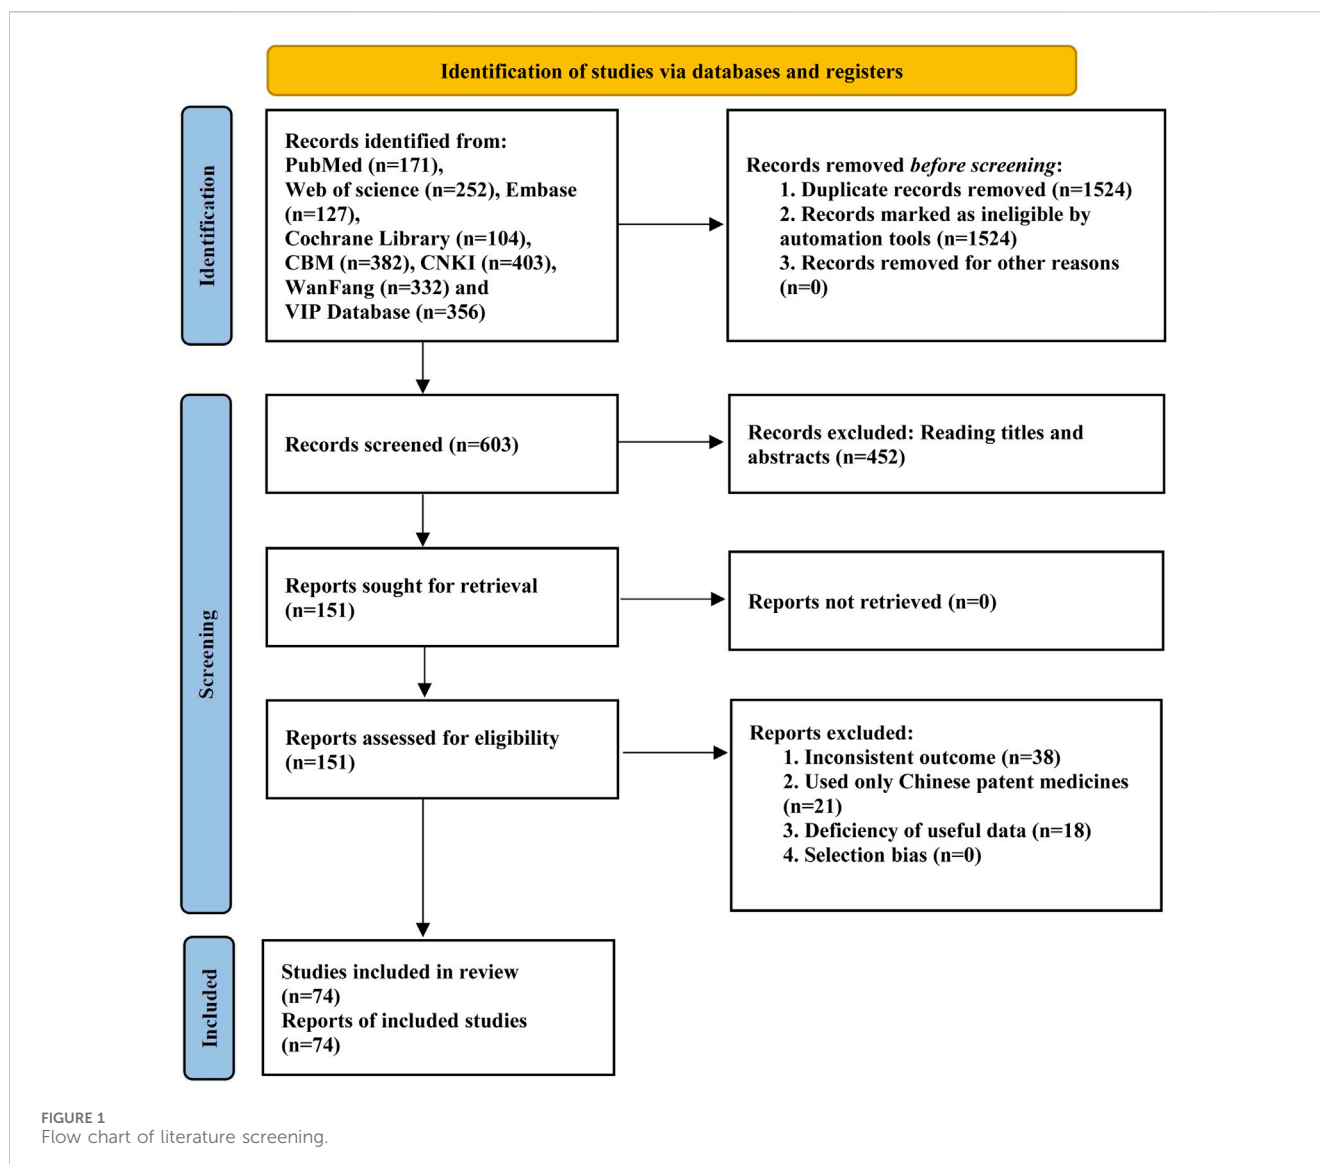 Identification of studies via databases and registers
Identification
Records identified from:
PubMed (n=171),
Web of science (n=252), Embase
(n=127),
Cochrane Library (n=104),
CBM (n=382), CNKI (n=403),
WanFang (n=332) and
VIP Database (n=356)
Records removed before screening:
1. Duplicate records removed (n=1524)
2. Records marked as ineligible by
automation tools (n=1524)
3. Records removed for other reasons
(n=0)
Screening
Records screened (n=603)
Records excluded: Reading titles and
abstracts (n=452)
Reports sought for retrieval
(n=151)
Reports not retrieved (n=0)
Reports assessed for eligibility
(n=151)
Reports excluded:
1. Inconsistent outcome (n=38)
2. Used only Chinese patent medicines
(n=21)
3. Deficiency of useful data (n=18)
4. Selection bias (n=0)
Included
Studies included in review
(n=74)
Reports of included studies
(n=74)
FIGURE 1
Flow chart of literature screening.